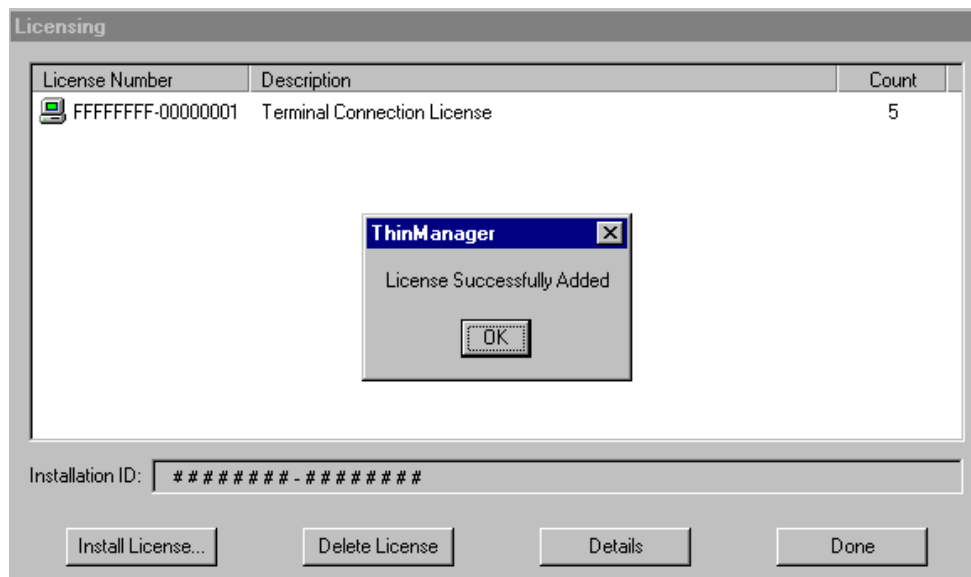 Licensing
License Number Description Count
FFFFFFFF-00000001 Terminal Connection License 5
ThinManager
License Successfully Added
OK
Installation ID: ########-########
Install License... Delete License Details Done